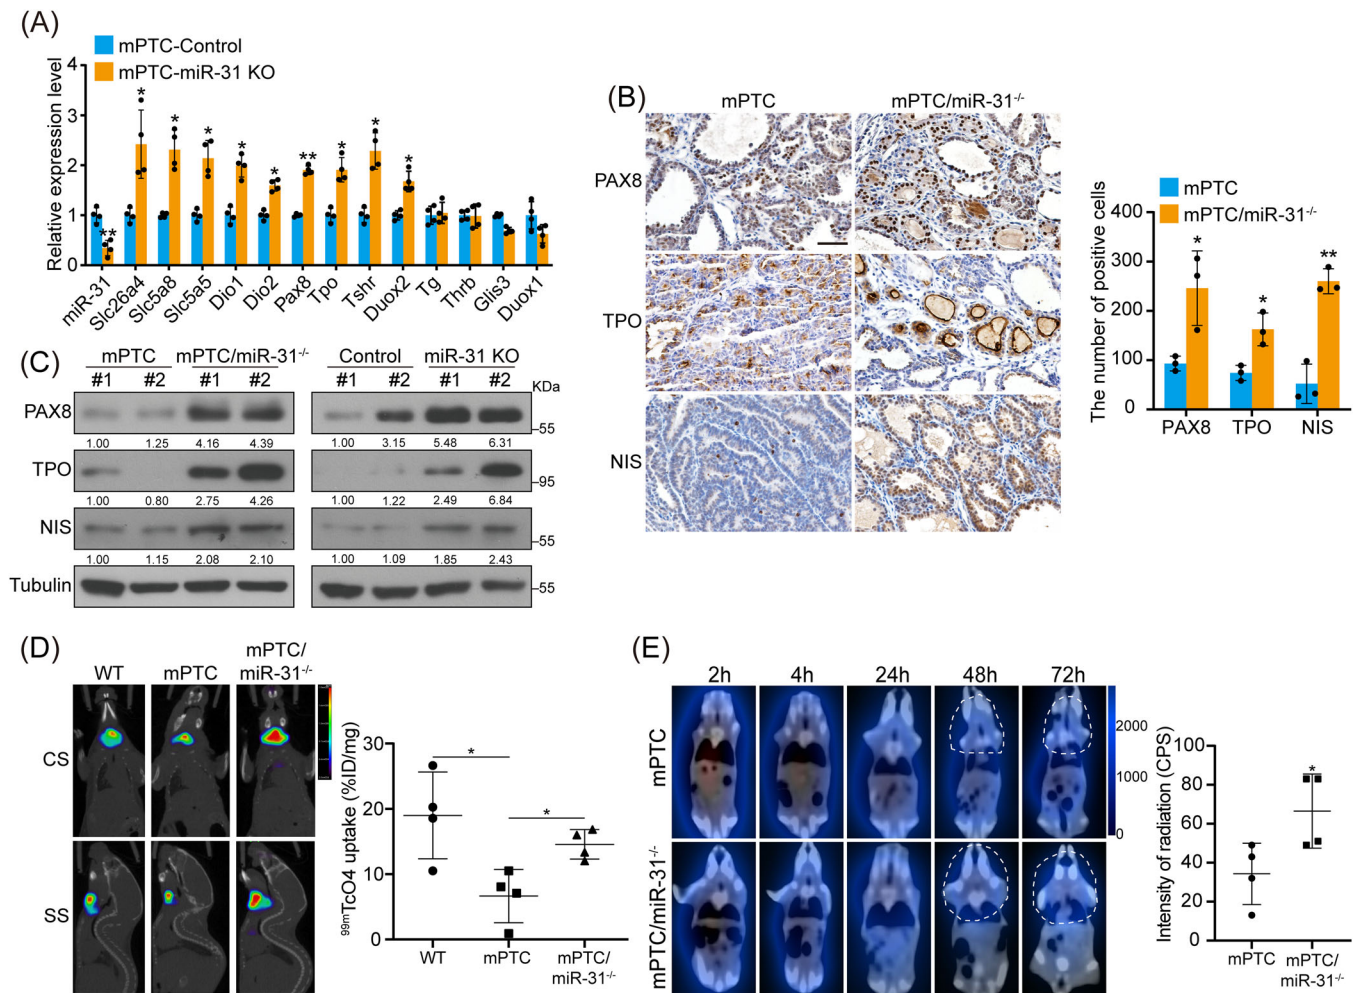 (A)
mPTC-Control
mPTC-miR-31 KO
Relative expression level
4
3
2
1
0
** * * * * * ** * * *
miR-31 Slc26a4 Slc5a8 Slc5a5 Dio1 Dio2 Pax8 Tpo Tshr Duox2 Tg Thrb Glis3 Duox1
(B)
mPTC mPTC/miR-31-/-
PAX8
TPO
NIS
mPTC
mPTC/miR-31-/-
The number of positive cells
400
300
200
100
0
* * **
PAX8 TPO NIS
(C)
mPTC mPTC/miR-31-/- Control miR-31 KO
#1 #2 #1 #2 #1 #2 #1 #2 KDa
PAX8 –55
1.00 1.25 4.16 4.39 1.00 3.15 5.48 6.31
TPO –95
1.00 0.80 2.75 4.26 1.00 1.22 2.49 6.84
NIS –55
1.00 1.15 2.08 2.10 1.00 1.09 1.85 2.43
Tubulin –55
(D)
WT mPTC mPTC/
miR-31-/-
CS
SS
99mTcO4 uptake (%ID/mg)
30
20
10
0
* *
WT mPTC mPTC/
miR-31-/-
(E)
2h 4h 24h 48h 72h
mPTC
mPTC/miR-31-/-
2000
1000
0
Intensity of radiation (CPS)
100
80
60
40
20
0
*
mPTC mPTC/
miR-31-/-